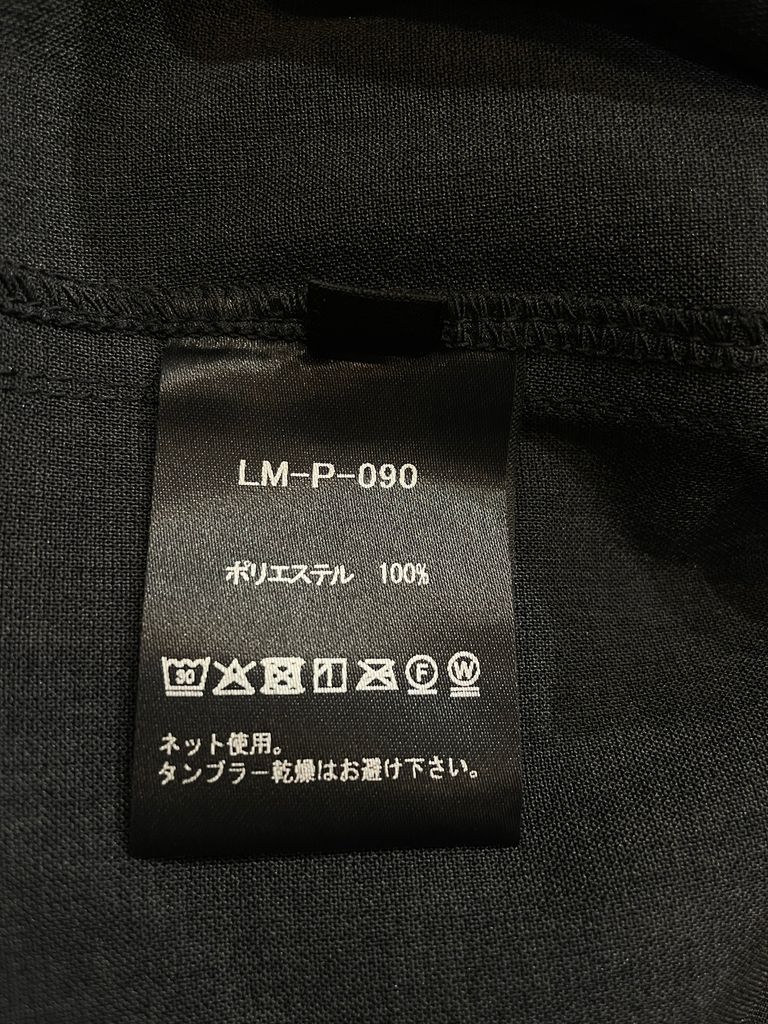 LM-P-090
ポリエステル 100%
30 F W
ネット使用。
タンブラー乾燥はお避け下さい。